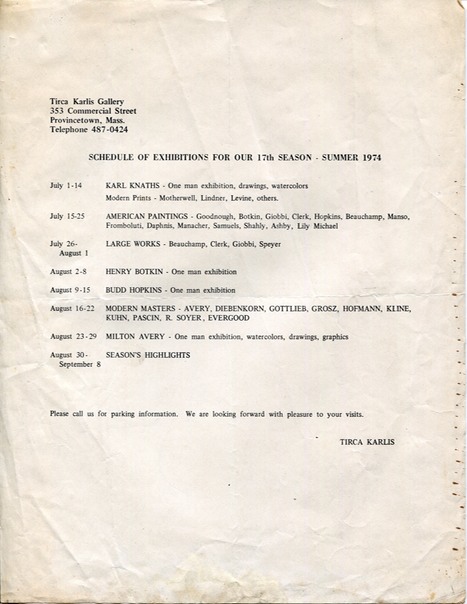 Tirca Karlis Gallery
353 Commercial Street
Provincetown, Mass.
Telephone 487-0424
SCHEDULE OF EXHIBITIONS FOR OUR 17th SEASON - SUMMER 1974
July 1-14 KARL KNATHS - One man exhibition, drawings, watercolors
Modern Prints - Motherwell, Lindner, Levine, others.
July 15-25 AMERICAN PAINTINGS - Goodnough, Botkin, Giobbi, Clerk, Hopkins, Beauchamp, Manso,
Fromboluti, Daphnis, Manacher, Samuels, Shahly, Ashby, Lily Michael
July 26- LARGE WORKS - Beauchamp, Clerk, Giobbi, Speyer
August 1
August 2-8 HENRY BOTKIN - One man exhibition
August 9-15 BUDD HOPKINS - One man exhibition
August 16-22 MODERN MASTERS - AVERY, DIEBENKORN, GOTTLIEB, GROSZ, HOFMANN, KLINE,
KUHN, PASCIN, R. SOYER, EVERGOOD
August 23-29 MILTON AVERY - One man exhibition, watercolors, drawings, graphics
August 30- SEASON'S HIGHLIGHTS
September 8
Please call us for parking information. We are looking forward with pleasure to your visits.
TIRCA KARLIS